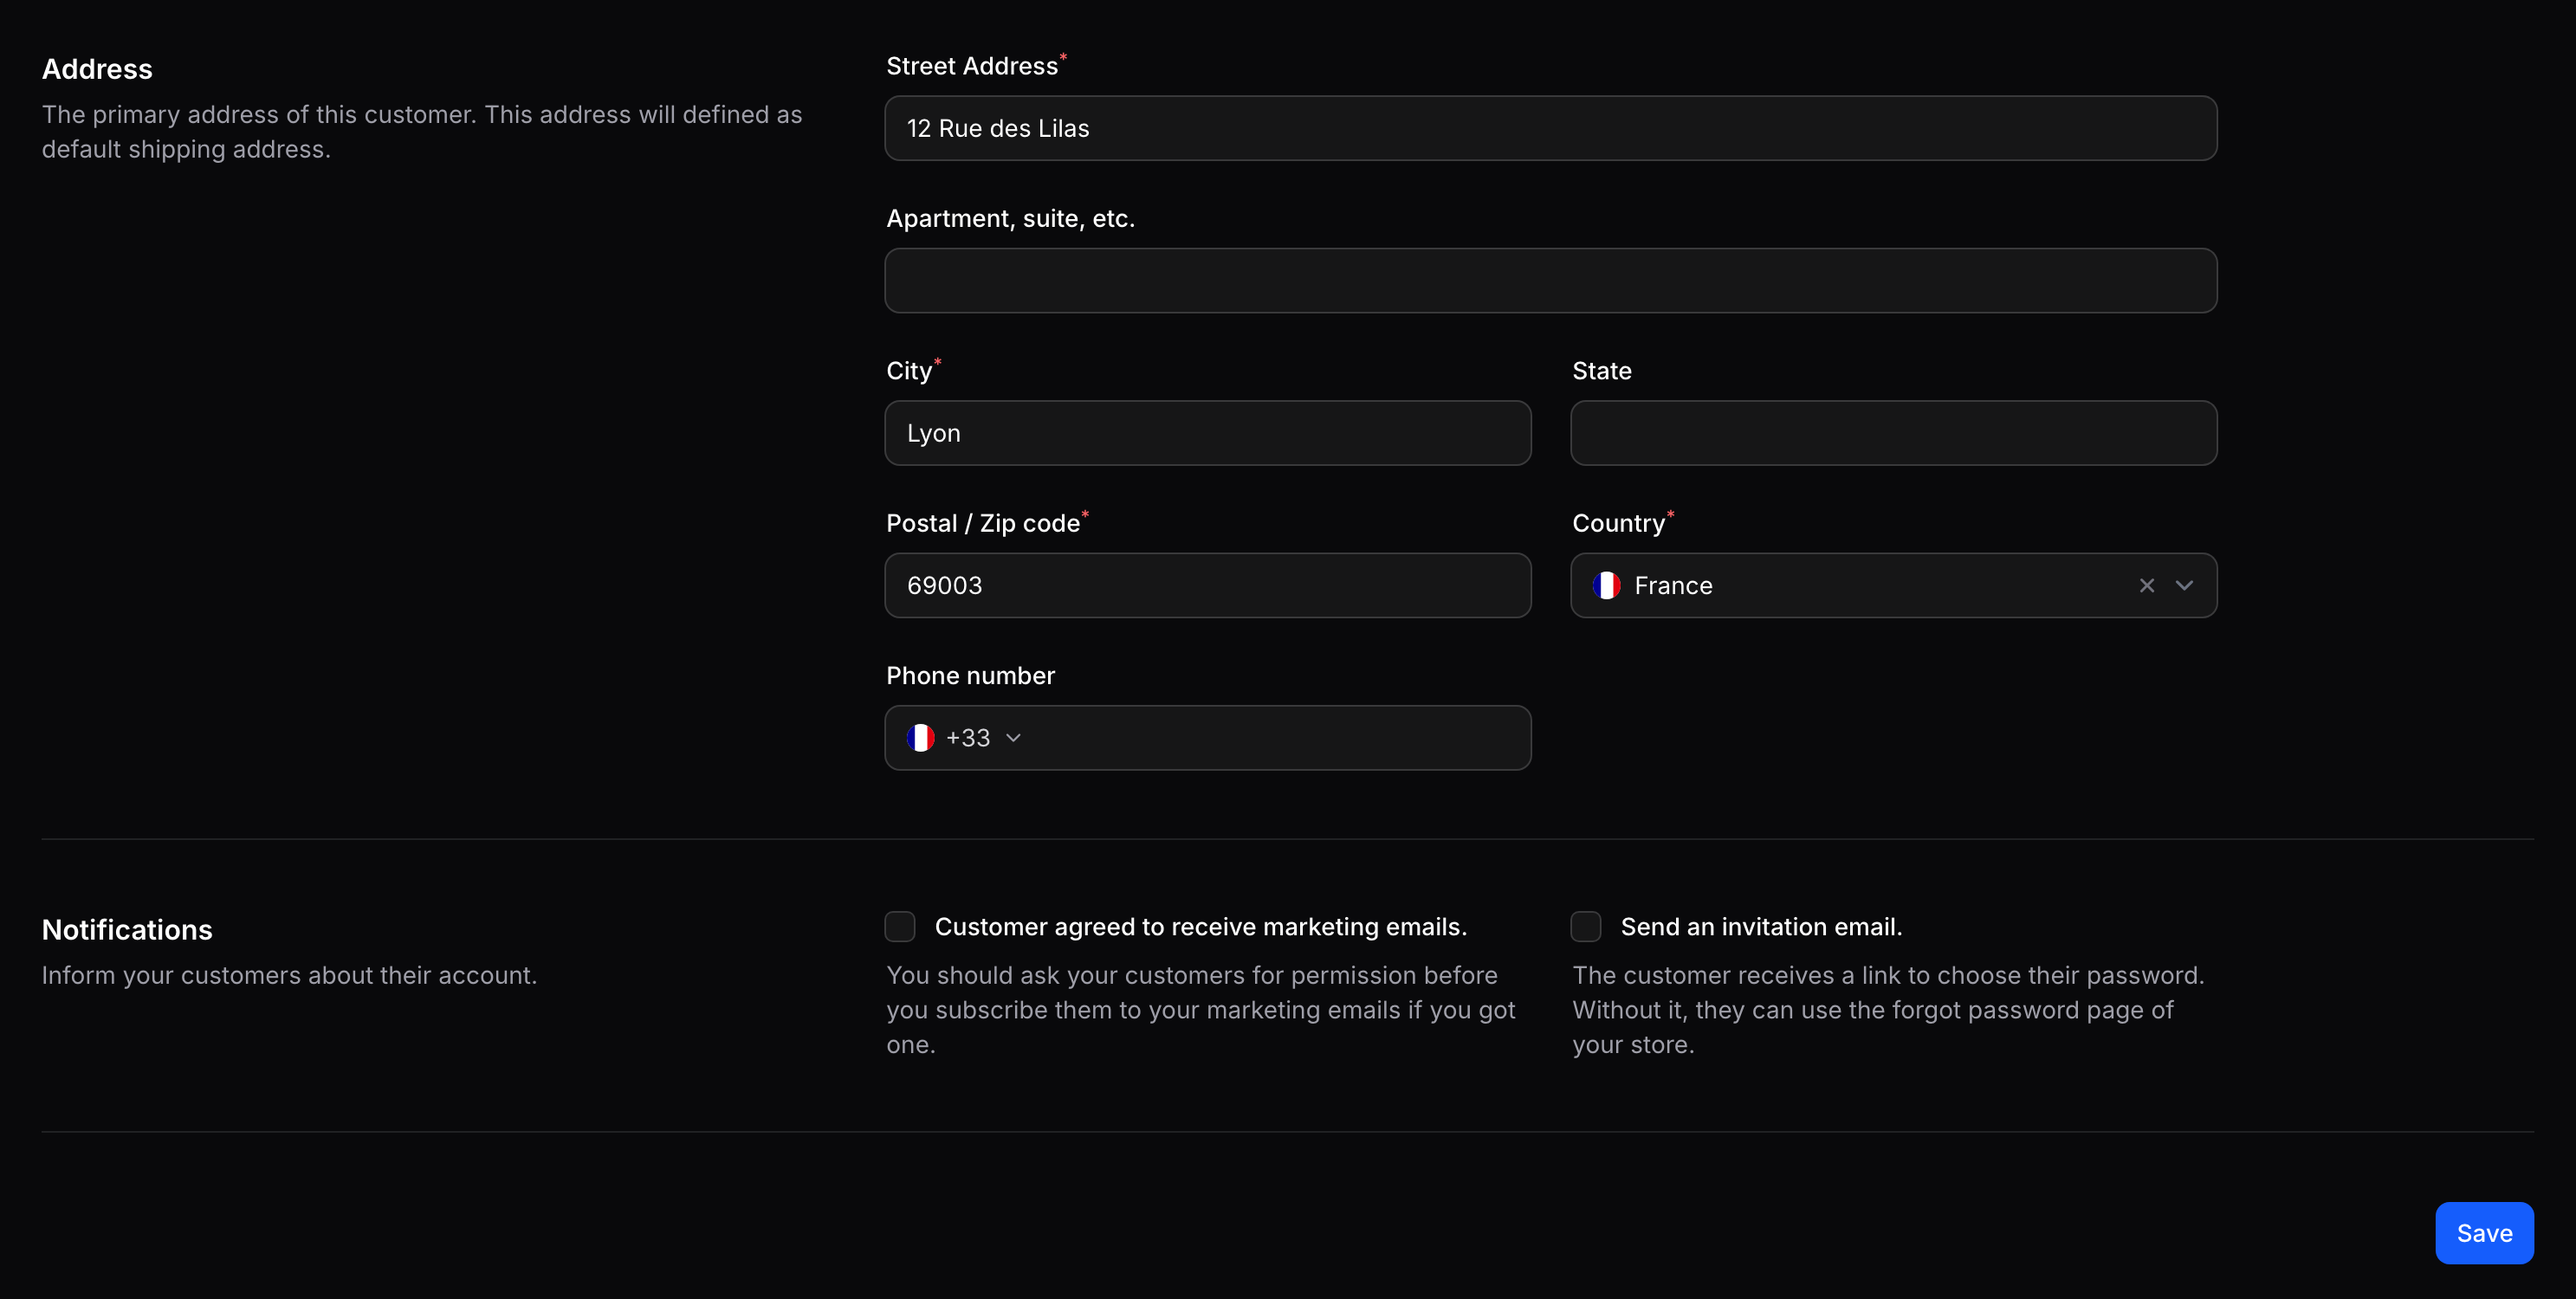 Address
The primary address of this customer. This address will defined as
default shipping address.
Street Address*
12 Rue des Lilas
Apartment, suite, etc.
City*
Lyon
State
Postal / Zip code*
69003
Country*
France
Phone number
+33
Notifications
Inform your customers about their account.
Customer agreed to receive marketing emails.
You should ask your customers for permission before
you subscribe them to your marketing emails if you got
one.
Send an invitation email.
The customer receives a link to choose their password.
Without it, they can use the forgot password page of
your store.
Save